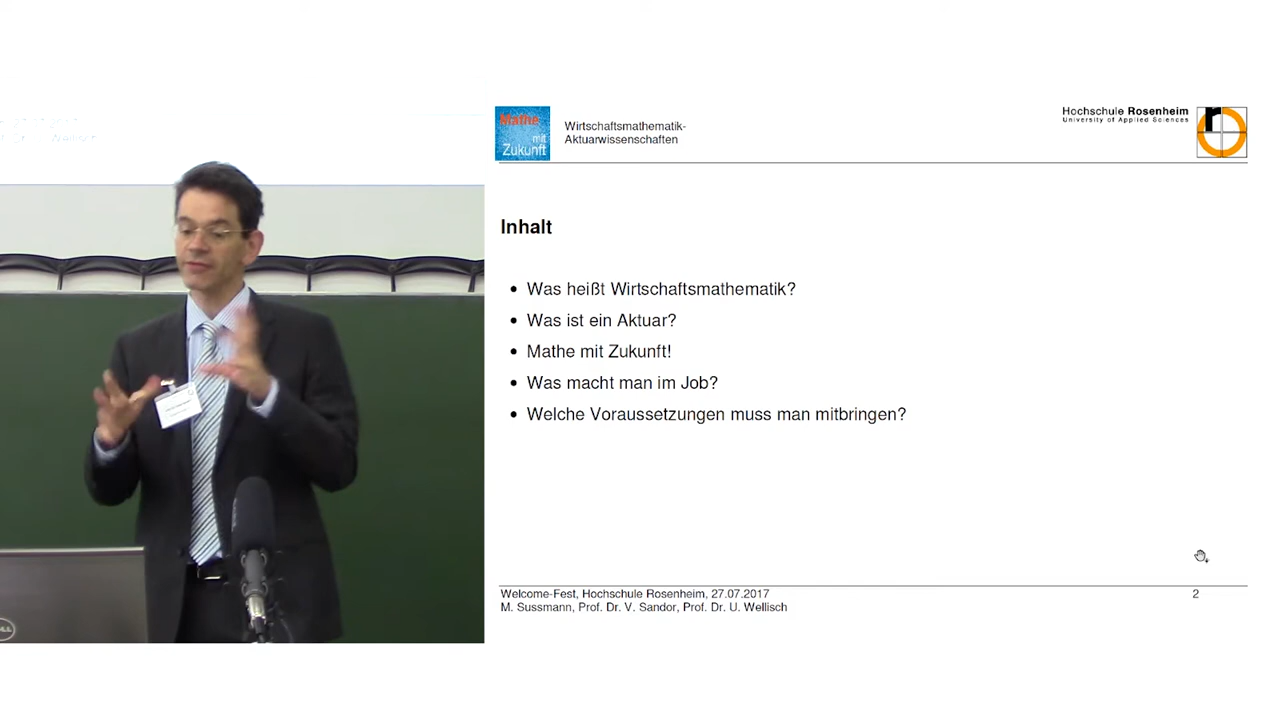 Mathe
mit
Zukunft
Wirtschaftsmathematik-
Aktuarwissenschaften
Hochschule Rosenheim
University of Applied Sciences
r
Inhalt
• Was heißt Wirtschaftsmathematik?
• Was ist ein Aktuar?
• Mathe mit Zukunft!
• Was macht man im Job?
• Welche Voraussetzungen muss man mitbringen?
Welcome-Fest, Hochschule Rosenheim, 27.07.2017
2
M. Sussmann, Prof. Dr. V. Sandor, Prof. Dr. U. Wellisch